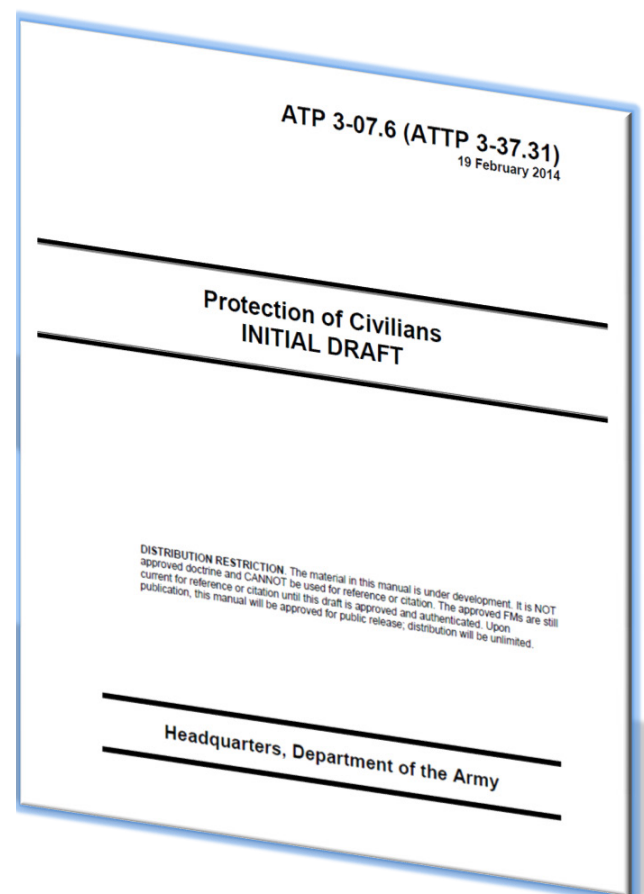 ATP 3-07.6 (ATTP 3-37.31)
19 February 2014
Protection of Civilians
INITIAL DRAFT
DISTRIBUTION RESTRICTION. The material in this manual is under development. It is NOT
approved doctrine and CANNOT be used for reference or citation. The approved FMs are still
current for reference or citation until this draft is approved and authenticated. Upon
publication, this manual will be approved for public release; distribution will be unlimited.
Headquarters, Department of the Army